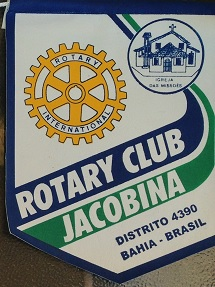 ROTARY
INTERNATIONAL
IGREJA
DAS MISSÕES
ROTARY CLUB
JACOBINA
DISTRITO 4390
BAHIA - BRASIL